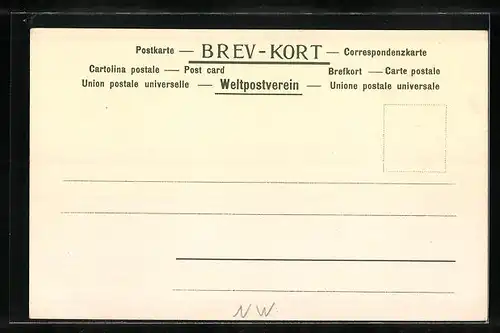 Postkarte — BREV-KORT — Correspondenzkarte
Cartolina postale — Post card Brefkort — Carte postale
Union postale universelle — Weltpostverein — Unione postale universale
NW